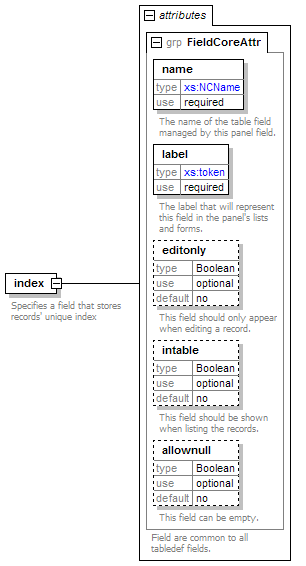 attributes
grp FieldCoreAttr
name
type xs:NCName
use required
The name of the table field
managed by this panel field.
label
type xs:token
use required
The label that will represent
this field in the panel's lists
and forms.
editonly
type Boolean
use optional
default no
This field should only appear
when editing a record.
index
Specifies a field that stores
records' unique index
intable
type Boolean
use optional
default no
This field should be shown
when listing the records.
allownull
type Boolean
use optional
default no
This field can be empty.
Field are common to all
tabledef fields.